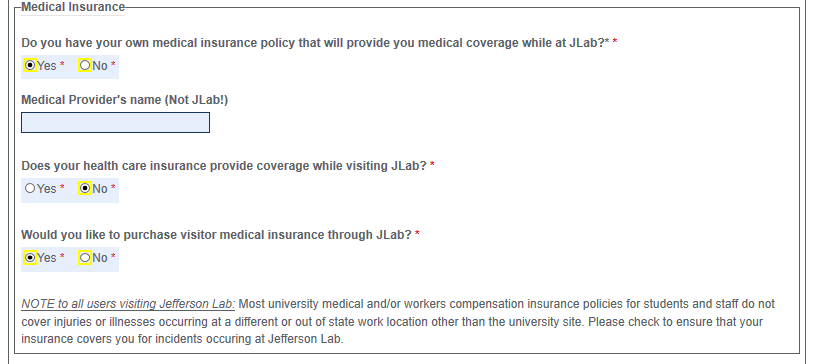 Medical Insurance
Do you have your own medical insurance policy that will provide you medical coverage while at JLab?* *
Yes * No *
Medical Provider's name (Not JLab!)
Does your health care insurance provide coverage while visiting JLab? *
Yes * No *
Would you like to purchase visitor medical insurance through JLab? *
Yes * No *
NOTE to all users visiting Jefferson Lab: Most university medical and/or workers compensation insurance policies for students and staff do not
cover injuries or illnesses occurring at a different or out of state work location other than the university site. Please check to ensure that your
insurance covers you for incidents occuring at Jefferson Lab.